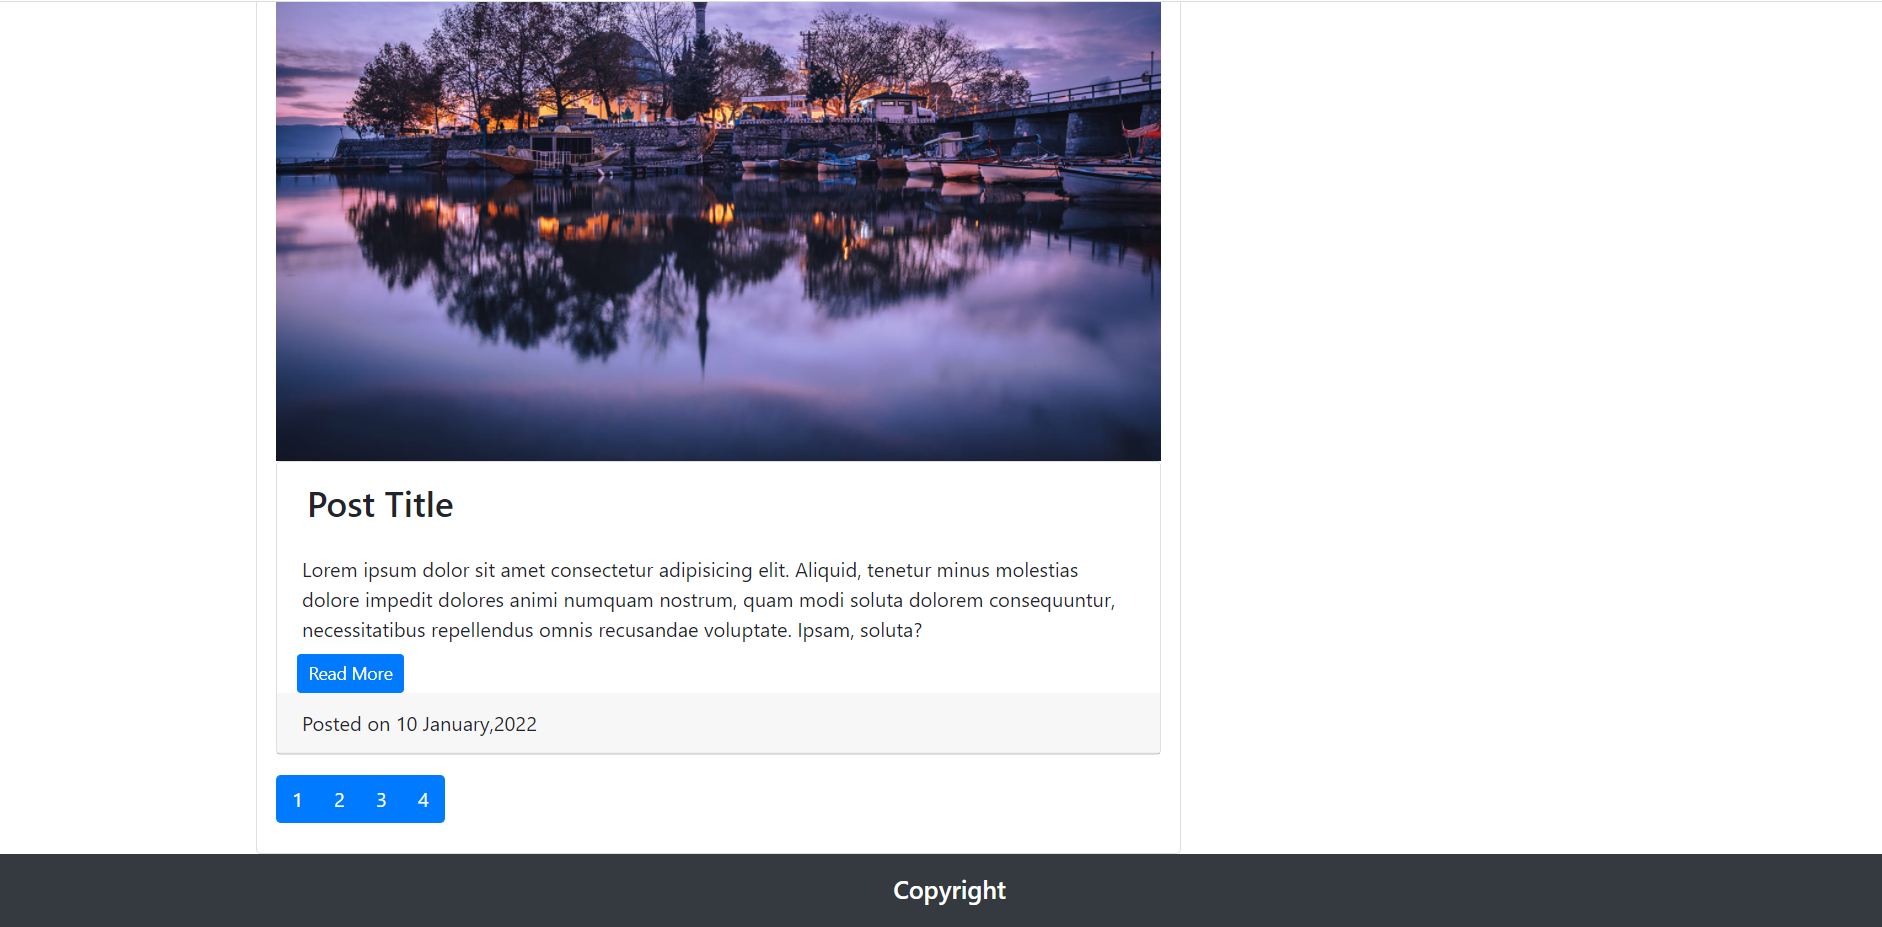 Post Title
Lorem ipsum dolor sit amet consectetur adipisicing elit. Aliquid, tenetur minus molestias
dolore impedit dolores animi numquam nostrum, quam modi soluta dolorem consequuntur,
necessitatibus repellendus omnis recusandae voluptate. Ipsam, soluta?
Read More
Posted on 10 January,2022
1 2 3 4
Copyright